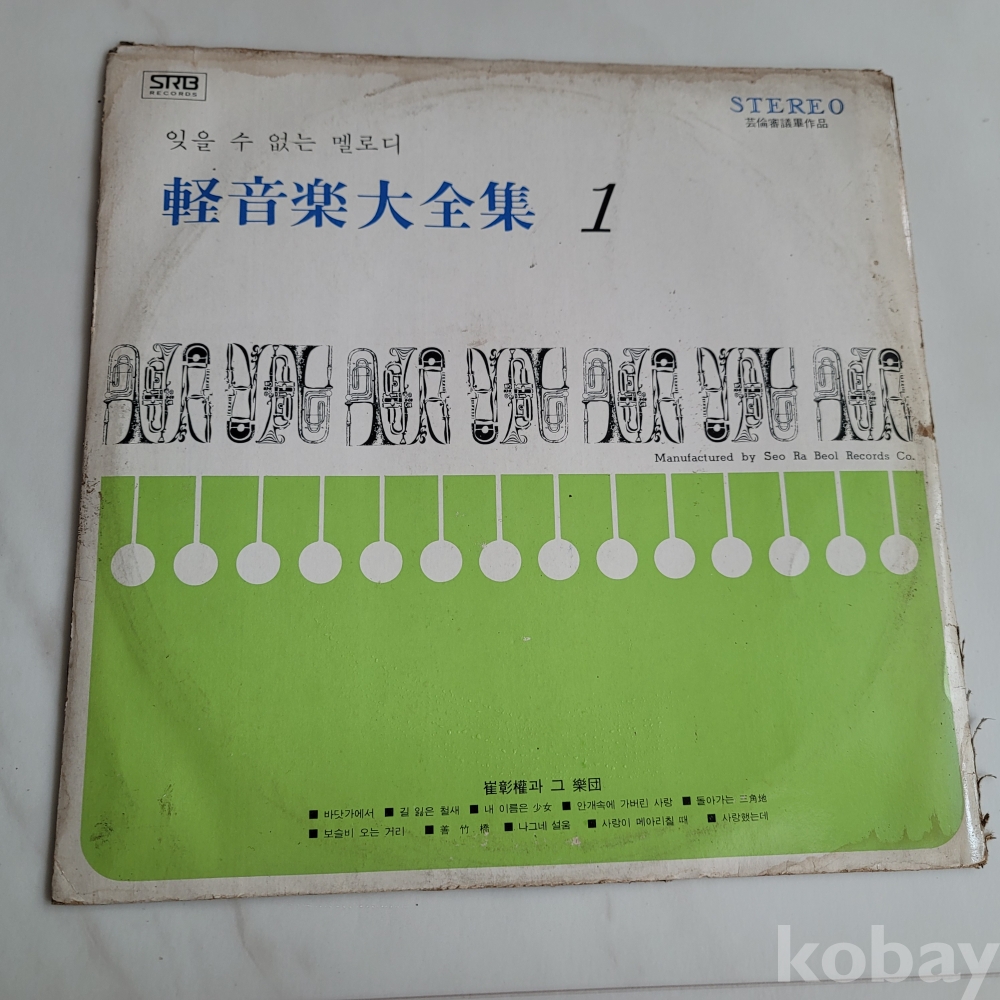 SRB
RECORDS
STEREO
芸倫審議畢作品
잊을 수 없는 멜로디
軽音楽大全集 1
Manufactured by Seo Ra Beol Records Co.
崔彰權과 그 樂団
■ 바닷가에서 ■ 길 잃은 철새 ■ 내 이름은 少女 ■ 안개속에 가버린 사랑 ■ 돌아가는 三角地
■ 보슬비 오는 거리 ■ 善竹橋 ■ 나그네 설움 ■ 사랑이 메아리칠 때 ■ 사랑했는데
kobay